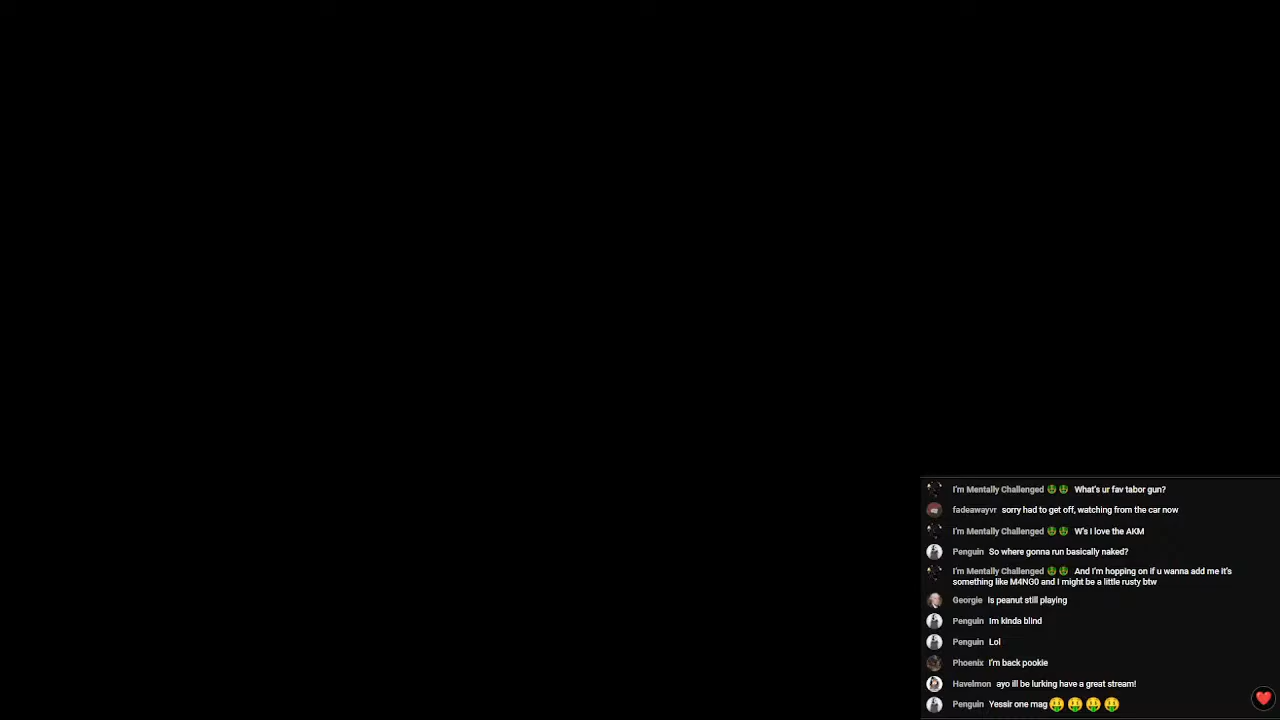 I'm Mentally Challenged 🤑🤑 What's ur fav tabor gun?
fadeawayvr sorry had to get off, watching from the car now
I'm Mentally Challenged 🤑🤑 W's I love the AKM
Penguin So where gonna run basically naked?
I'm Mentally Challenged 🤑🤑 And I'm hopping on if u wanna add me it's
something like M4NG0 and I might be a little rusty btw
Georgie Is peanut still playing
Penguin Im kinda blind
Penguin Lol
Phoenix I'm back pookie
Havelmon ayo ill be lurking have a great stream!
Penguin Yessir one mag 🤑🤑🤑🤑